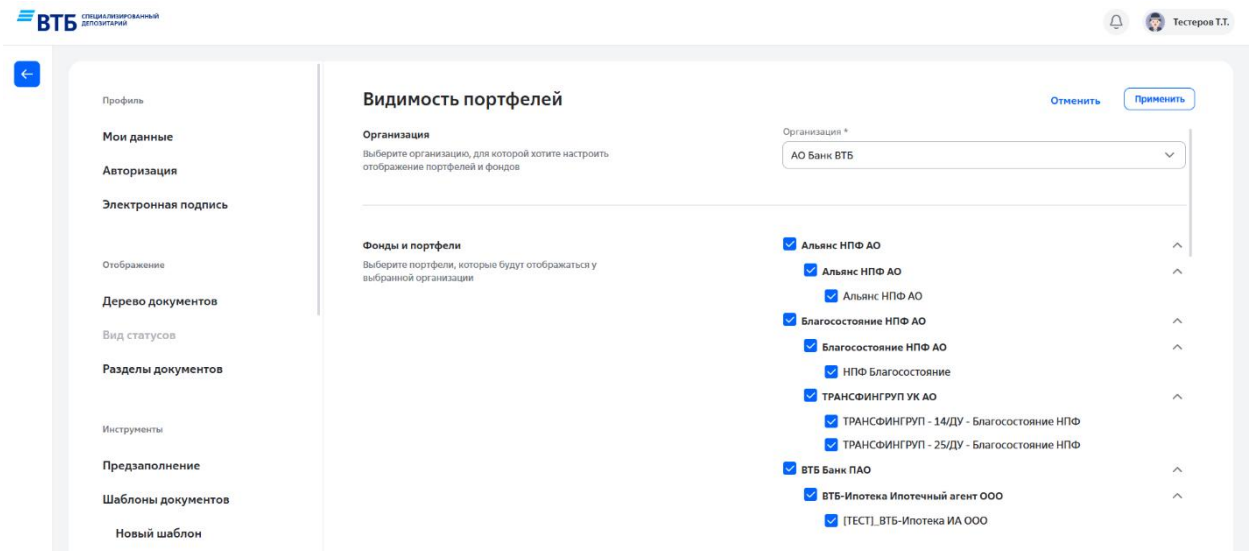 ВТБ СПЕЦИАЛИЗИРОВАННЫЙ ДЕПОЗИТАРИЙ
Тестеров Т.Т.
Профиль
Мои данные
Авторизация
Электронная подпись
Отображение
Дерево документов
Вид статусов
Разделы документов
Инструменты
Предзаполнение
Шаблоны документов
Новый шаблон
Видимость портфелей
Отменить
Применить
Организация
Выберите организацию, для которой хотите настроить
отображение портфелей и фондов
Организация *
АО Банк ВТБ
Фонды и портфели
Выберите портфели, которые будут отображаться у
выбранной организации
Альянс НПФ АО
Альянс НПФ АО
Альянс НПФ АО
Благосостояние НПФ АО
Благосостояние НПФ АО
НПФ Благосостояние
ТРАНСФИНГРУП УК АО
ТРАНСФИНГРУП - 14/ДУ - Благосостояние НПФ
ТРАНСФИНГРУП - 25/ДУ - Благосостояние НПФ
ВТБ Банк ПАО
ВТБ-Ипотека Ипотечный агент ООО
[ТЕСТ]_ВТБ-Ипотека ИА ООО